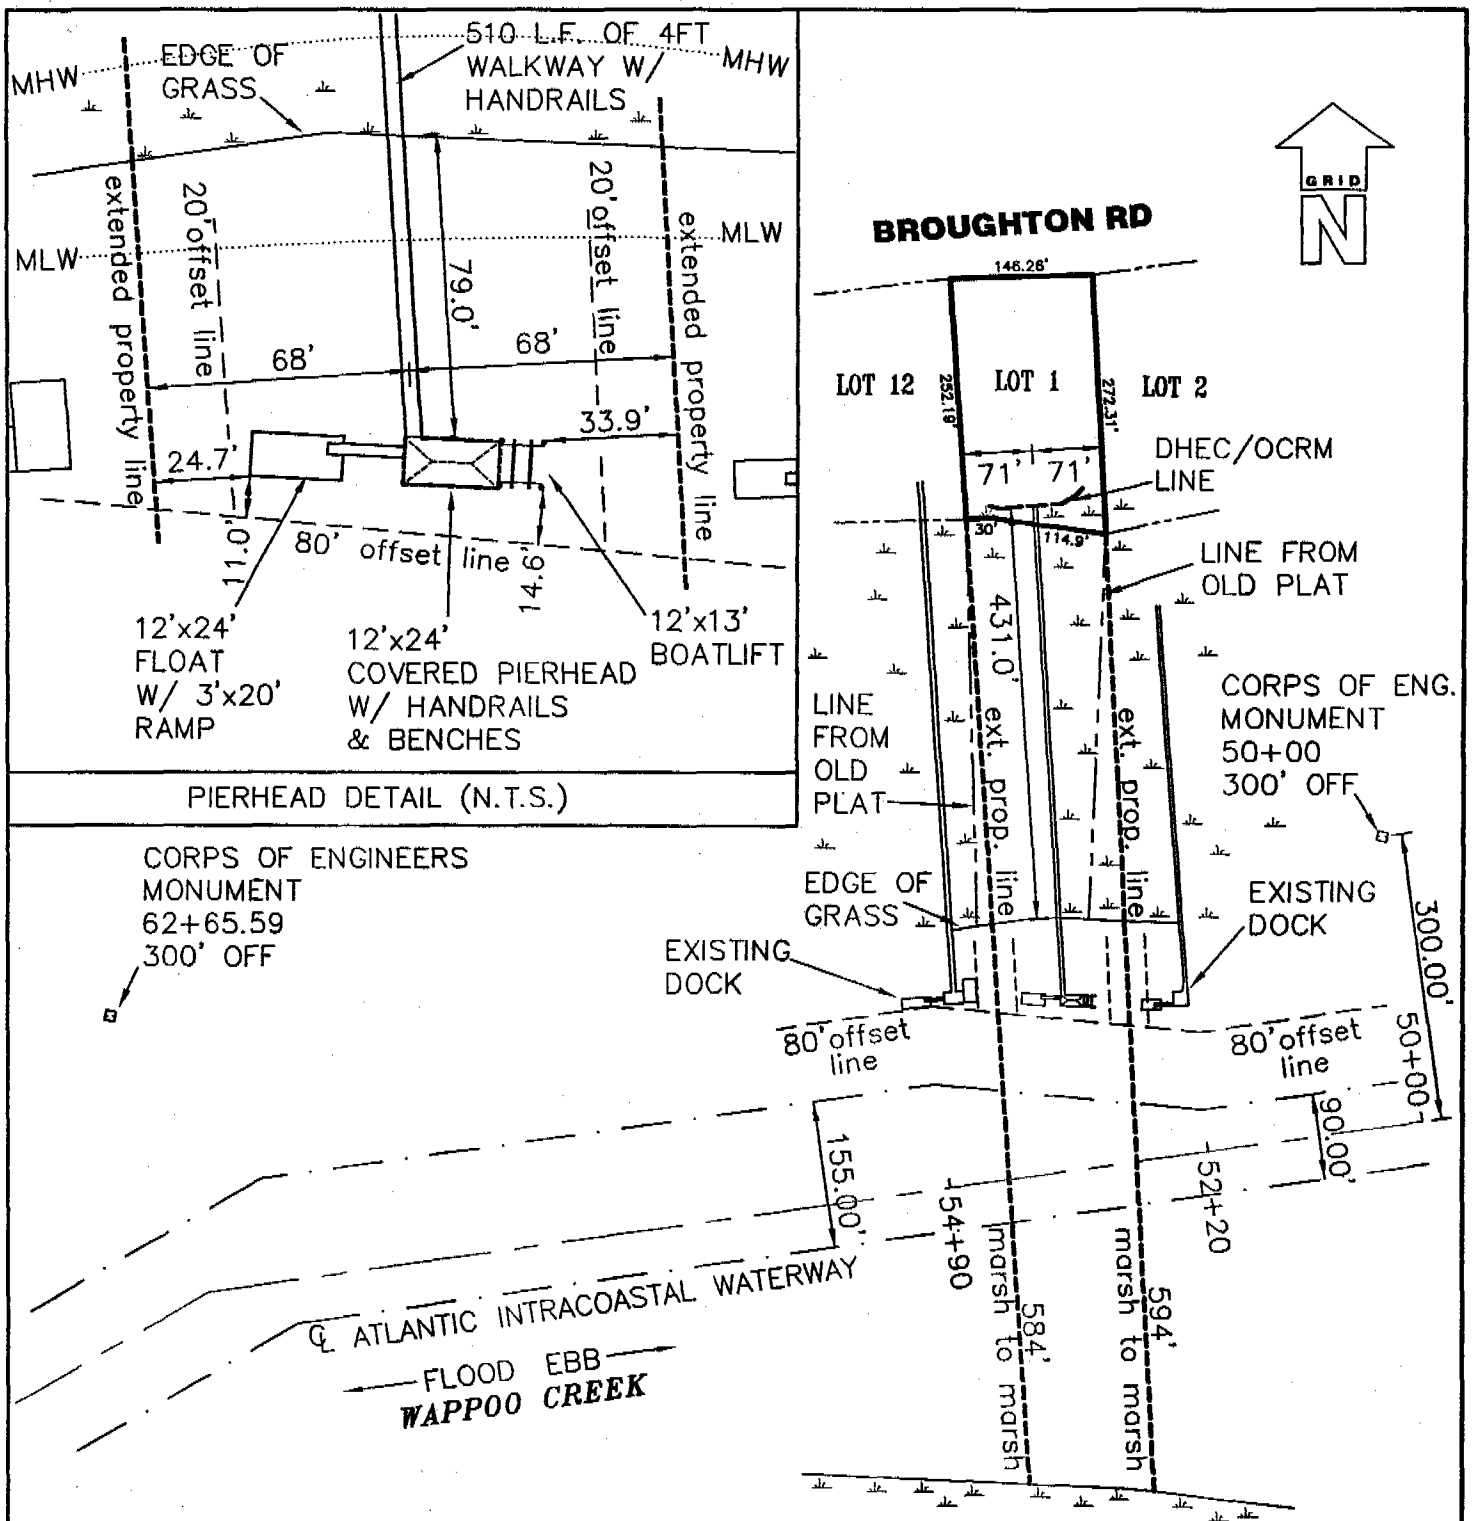 MHW
EDGE OF
GRASS
510 L.F. OF 4FT
WALKWAY W/
HANDRAILS
MHW
extended property line
20'offset line
MLW
79.0'
20'offset line
extended property line
MLW
68'
68'
24.7'
33.9'
11.0'
80' offset line
14.6'
12'x24'
FLOAT
W/ 3'x20'
RAMP
12'x24'
COVERED PIERHEAD
W/ HANDRAILS
& BENCHES
12'x13'
BOATLIFT
PIERHEAD DETAIL (N.T.S.)
GRID
N
BROUGHTON RD
146.26'
LOT 12
252.19'
LOT 1
272.31'
LOT 2
71'
71'
DHEC/OCRM
LINE
30'
114.9'
LINE FROM
OLD PLAT
431.0'
LINE
FROM
OLD
PLAT
ext. prop. line
ext. prop. line
CORPS OF ENG.
MONUMENT
50+00
300' OFF
EDGE OF
GRASS
EXISTING
DOCK
EXISTING
DOCK
300.00'
CORPS OF ENGINEERS
MONUMENT
62+65.59
300' OFF
80'offset
line
80'offset
line
50+00
155.00'
90.00'
54+90
52+20
℄ ATLANTIC INTRACOASTAL WATERWAY
FLOOD EBB
WAPPOO CREEK
584'
marsh to marsh
594'
marsh to marsh